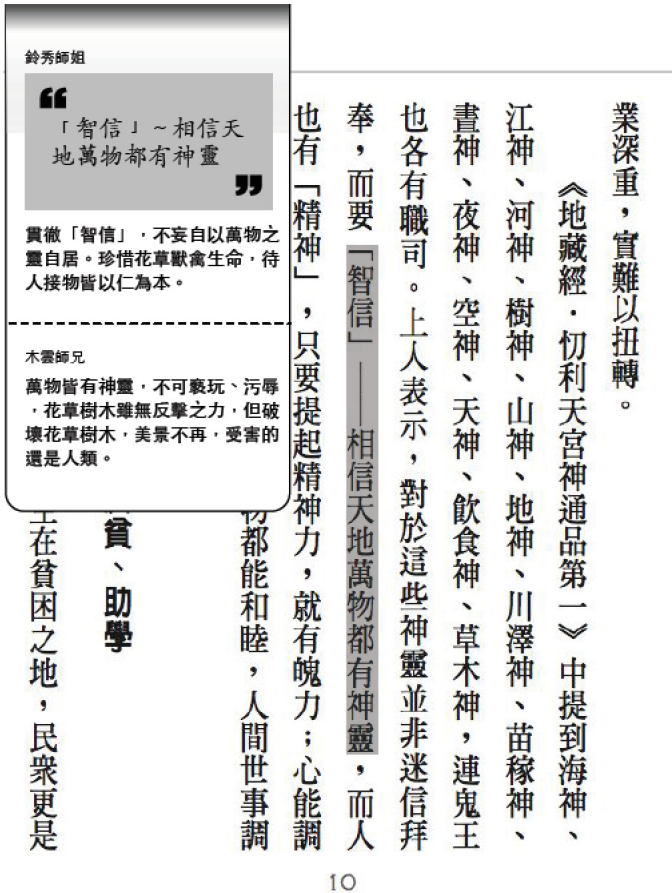 鈴秀師姐
❝
「智信」~相信天
地萬物都有神靈
❞
貫徹「智信」,不妄自以萬物之
靈自居。珍惜花草獸禽生命,待
人接物皆以仁為本。
木雲師兄
萬物皆有神靈,不可褻玩、污辱
,花草樹木雖無反擊之力,但破
壞花草樹木,美景不再,受害的
還是人類。
業深重,實難以扭轉。
《地藏經.忉利天宮神通品第一》中提到海神、
江神、河神、樹神、山神、地神、川澤神、苗稼神、
晝神、夜神、空神、天神、飲食神、草木神,連鬼王
也各有職司。上人表示,對於這些神靈並非迷信拜
奉,而要「智信」——相信天地萬物都有神靈,而人
也有「精神」,只要提起精神力,就有魄力;心能調
物都能和睦,人間世事調
貧、助學
在貧困之地,民眾更是
10